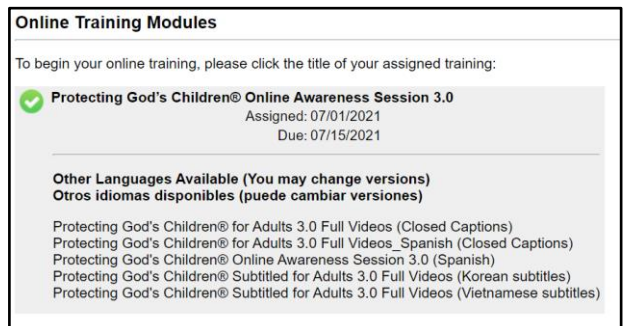 Online Training Modules
To begin your online training, please click the title of your assigned training:
Protecting God's Children® Online Awareness Session 3.0
Assigned: 07/01/2021
Due: 07/15/2021
Other Languages Available (You may change versions)
Otros idiomas disponibles (puede cambiar versiones)
Protecting God's Children® for Adults 3.0 Full Videos (Closed Captions)
Protecting God's Children® for Adults 3.0 Full Videos_Spanish (Closed Captions)
Protecting God's Children® Online Awareness Session 3.0 (Spanish)
Protecting God's Children® Subtitled for Adults 3.0 Full Videos (Korean subtitles)
Protecting God's Children® Subtitled for Adults 3.0 Full Videos (Vietnamese subtitles)